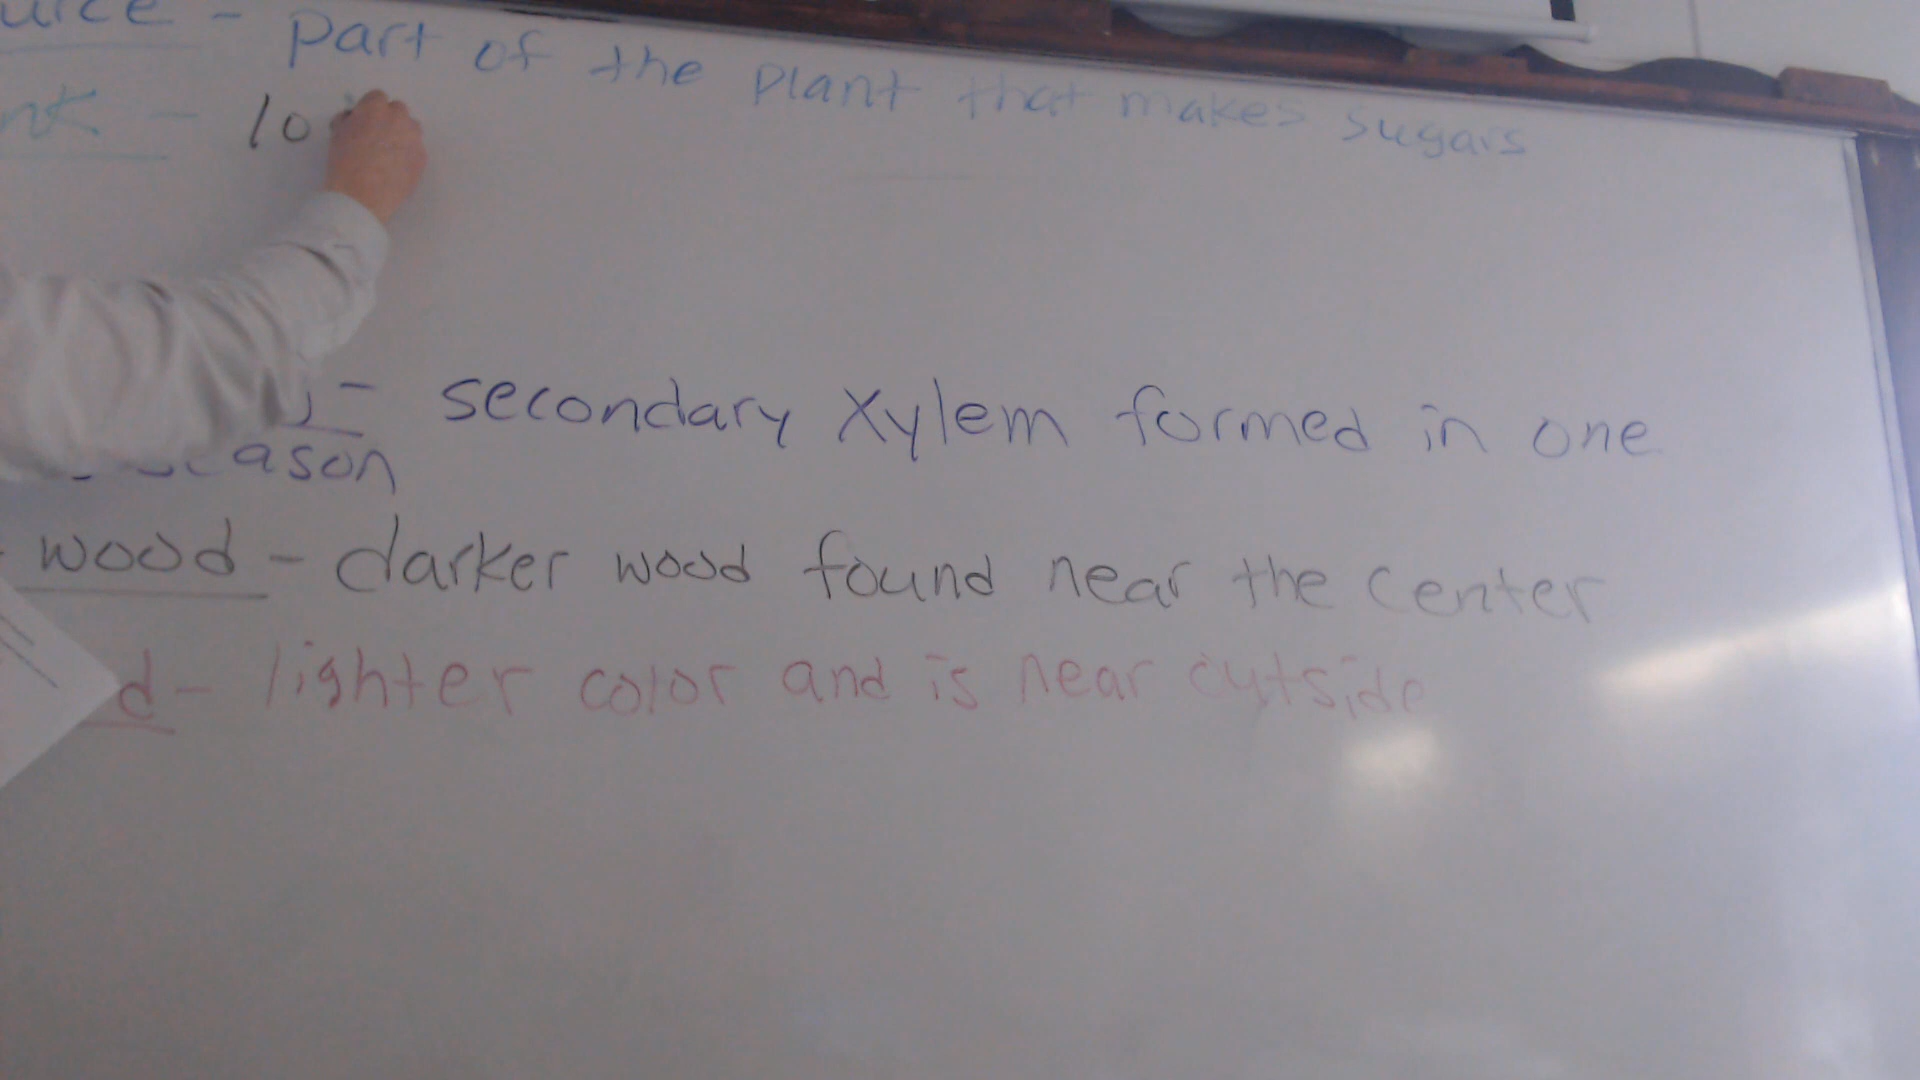 urce - part of the plant that makes sugars
nk - lo
- secondary Xylem formed in one
eason
wood - darker wood found near the center
d - lighter color and is near outside